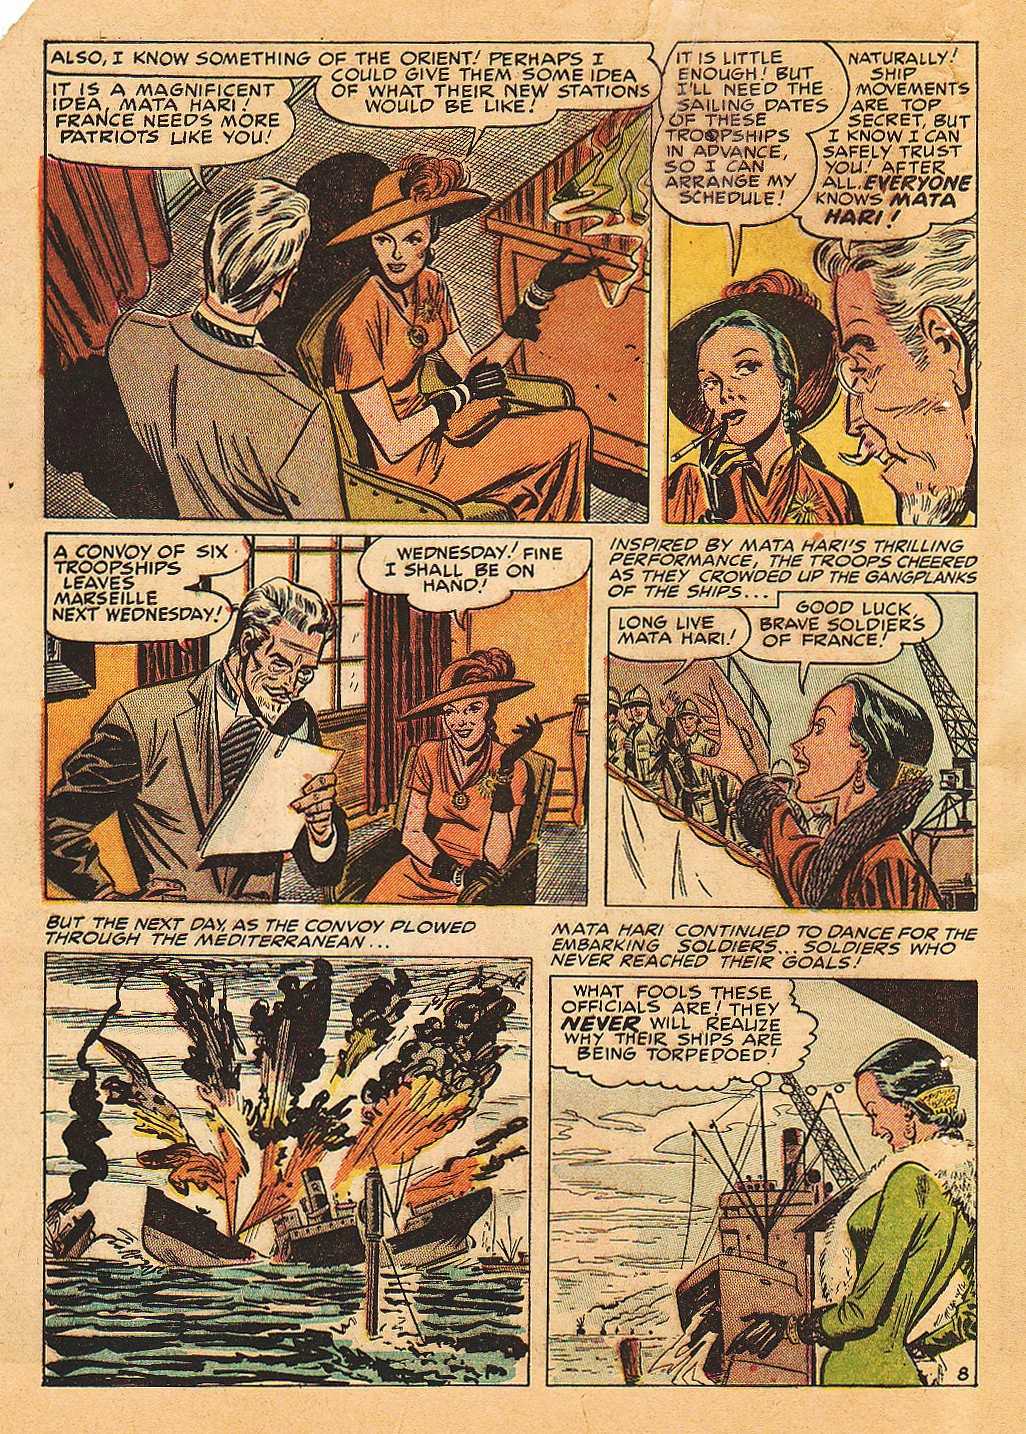 ALSO, I KNOW SOMETHING OF THE ORIENT! PERHAPS I
COULD GIVE THEM SOME IDEA
OF WHAT THEIR NEW STATIONS
WOULD BE LIKE!
IT IS A MAGNIFICENT
IDEA, MATA HARI!
FRANCE NEEDS MORE
PATRIOTS LIKE YOU!
IT IS LITTLE
ENOUGH! BUT
I'LL NEED THE
SAILING DATES
OF THESE
TROOPSHIPS
IN ADVANCE,
SO I CAN
ARRANGE MY
SCHEDULE!
NATURALLY!
SHIP
MOVEMENTS
ARE TOP
SECRET, BUT
I KNOW I CAN
SAFELY TRUST
YOU. AFTER
ALL, EVERYONE
KNOWS MATA
HARI!
A CONVOY OF SIX
TROOPSHIPS
LEAVES
MARSEILLE
NEXT WEDNESDAY!
WEDNESDAY! FINE
I SHALL BE ON
HAND!
INSPIRED BY MATA HARI'S THRILLING
PERFORMANCE, THE TROOPS CHEERED
AS THEY CROWDED UP THE GANGPLANKS
OF THE SHIPS...
LONG LIVE
MATA HARI!
GOOD LUCK,
BRAVE SOLDIERS
OF FRANCE!
BUT THE NEXT DAY, AS THE CONVOY PLOWED
THROUGH THE MEDITERRANEAN...
MATA HARI CONTINUED TO DANCE FOR THE
EMBARKING SOLDIERS... SOLDIERS WHO
NEVER REACHED THEIR GOALS!
WHAT FOOLS THESE
OFFICIALS ARE! THEY
NEVER WILL REALIZE
WHY THEIR SHIPS ARE
BEING TORPEDOED!
8